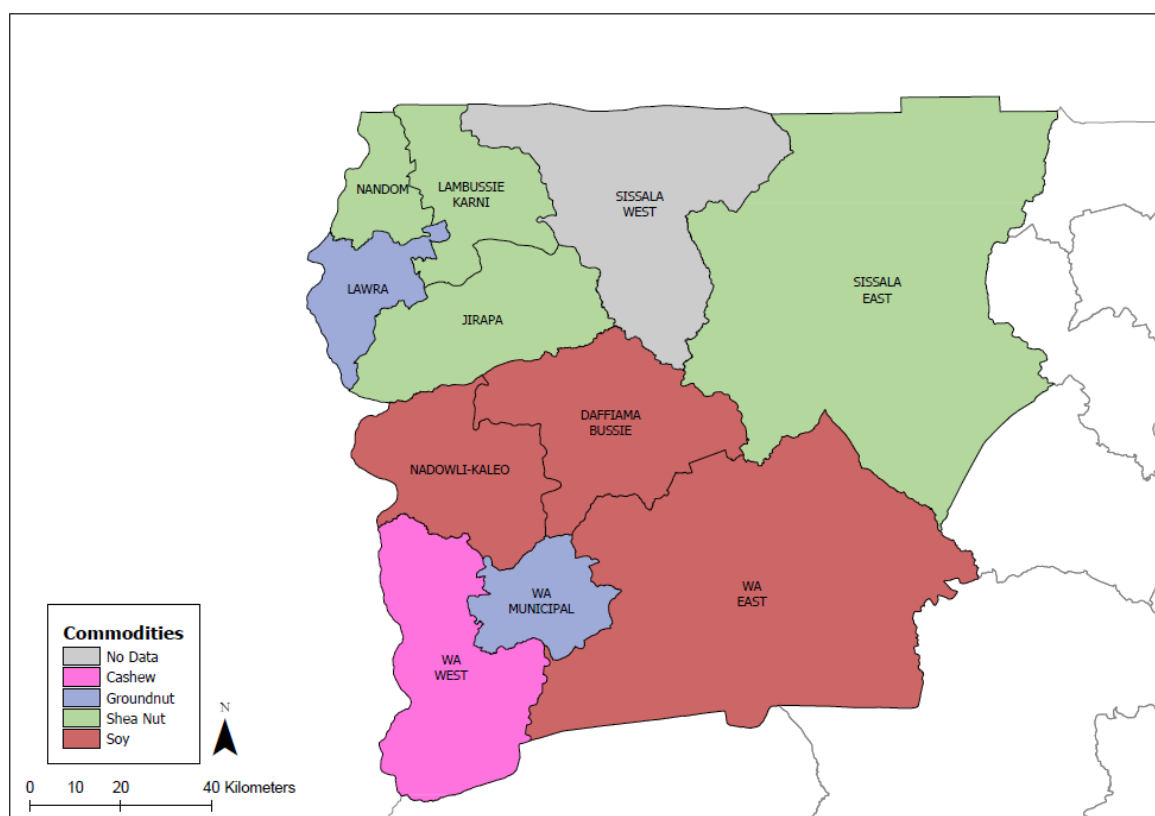 NANDOM
LAMBUSSIE
KARNI
SISSALA
WEST
SISSALA
EAST
LAWRA
JIRAPA
DAFFIAMA
BUSSIE
NADOWLI-KALEO
WA
EAST
WA
MUNICIPAL
WA
WEST
Commodities
No Data
Cashew
Groundnut
Shea Nut
Soy
N
0 10 20 40 Kilometers